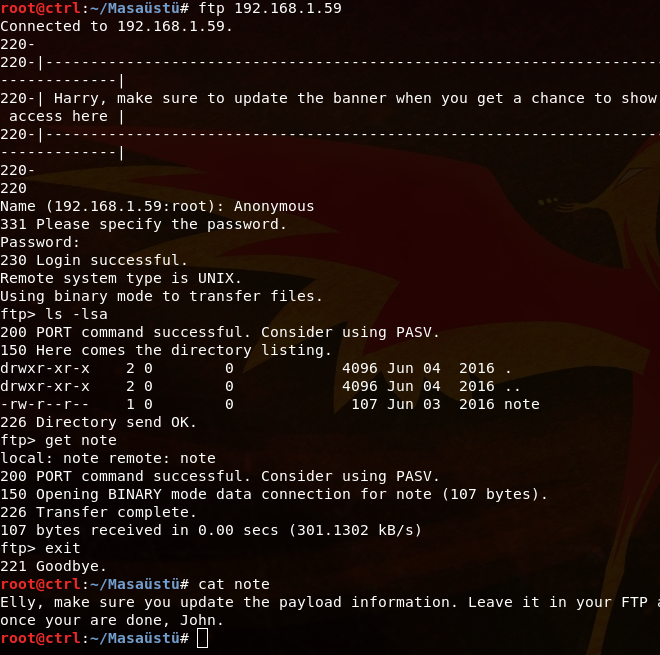 root@ctrl:~/Masaüstü# ftp 192.168.1.59
Connected to 192.168.1.59.
220-
220-|--------------------------------------------------------------------
-------------|
220-| Harry, make sure to update the banner when you get a chance to show
 access here |
220-|--------------------------------------------------------------------
-------------|
220-
220
Name (192.168.1.59:root): Anonymous
331 Please specify the password.
Password:
230 Login successful.
Remote system type is UNIX.
Using binary mode to transfer files.
ftp> ls -lsa
200 PORT command successful. Consider using PASV.
150 Here comes the directory listing.
drwxr-xr-x    2 0        0            4096 Jun 04  2016 .
drwxr-xr-x    2 0        0            4096 Jun 04  2016 ..
-rw-r--r--    1 0        0             107 Jun 03  2016 note
226 Directory send OK.
ftp> get note
local: note remote: note
200 PORT command successful. Consider using PASV.
150 Opening BINARY mode data connection for note (107 bytes).
226 Transfer complete.
107 bytes received in 0.00 secs (301.1302 kB/s)
ftp> exit
221 Goodbye.
root@ctrl:~/Masaüstü# cat note
Elly, make sure you update the payload information. Leave it in your FTP
once your are done, John.
root@ctrl:~/Masaüstü#